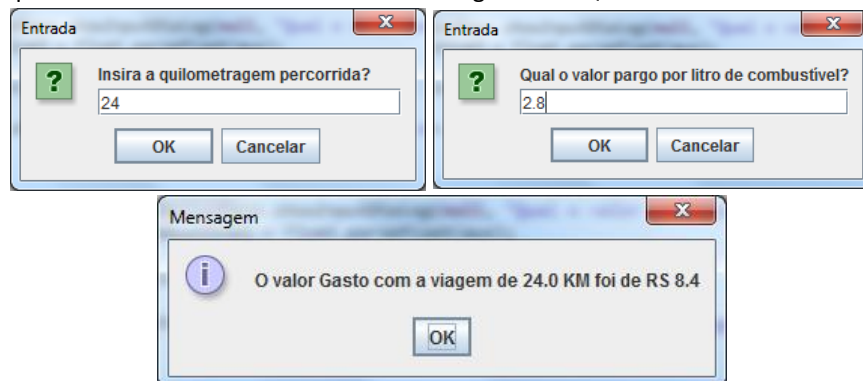 Entrada
Insira a quilometragem percorrida?
24
OK Cancelar
Entrada
Qual o valor pargo por litro de combustível?
2.8
OK Cancelar
Mensagem
O valor Gasto com a viagem de 24.0 KM foi de RS 8.4
OK